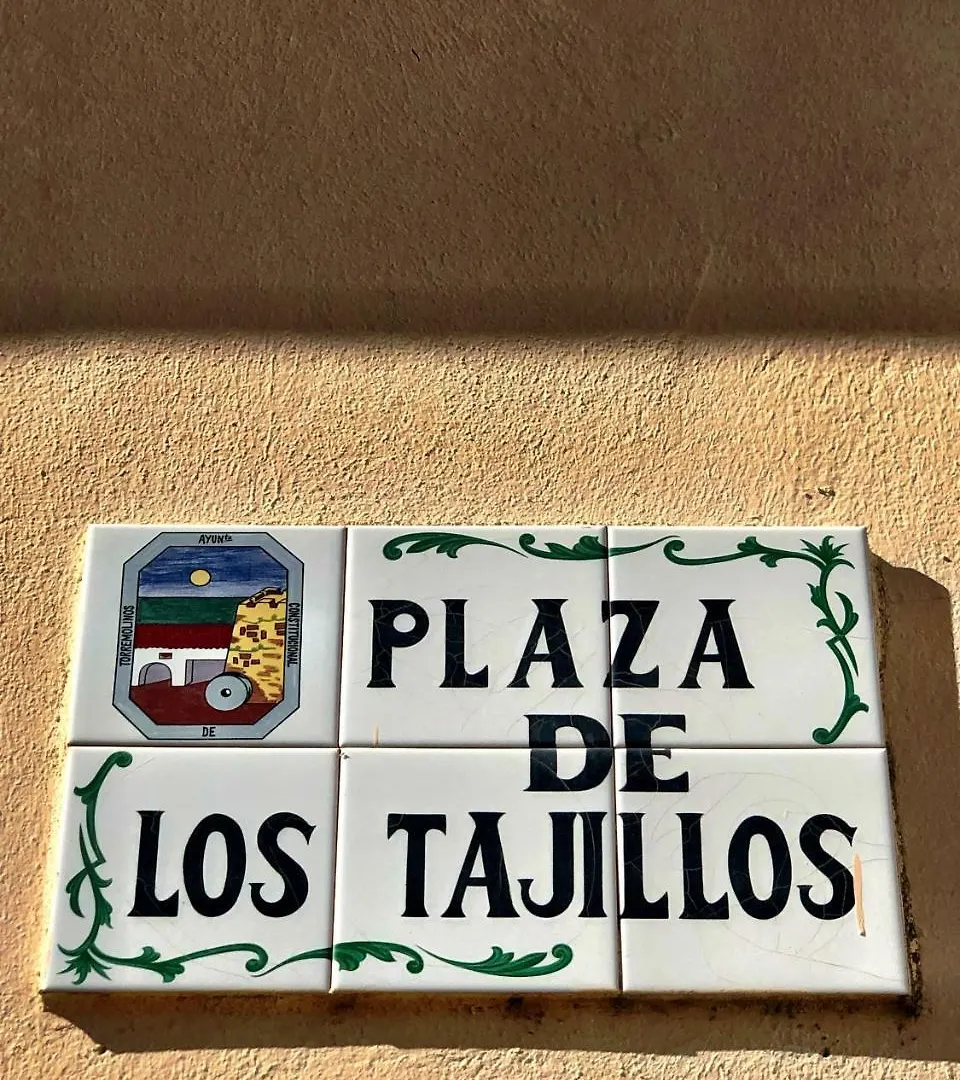 AYUNto
TORREMOLINOS
CONSTITUCIONAL
DE
PLAZA
DE
LOS TAJILLOS